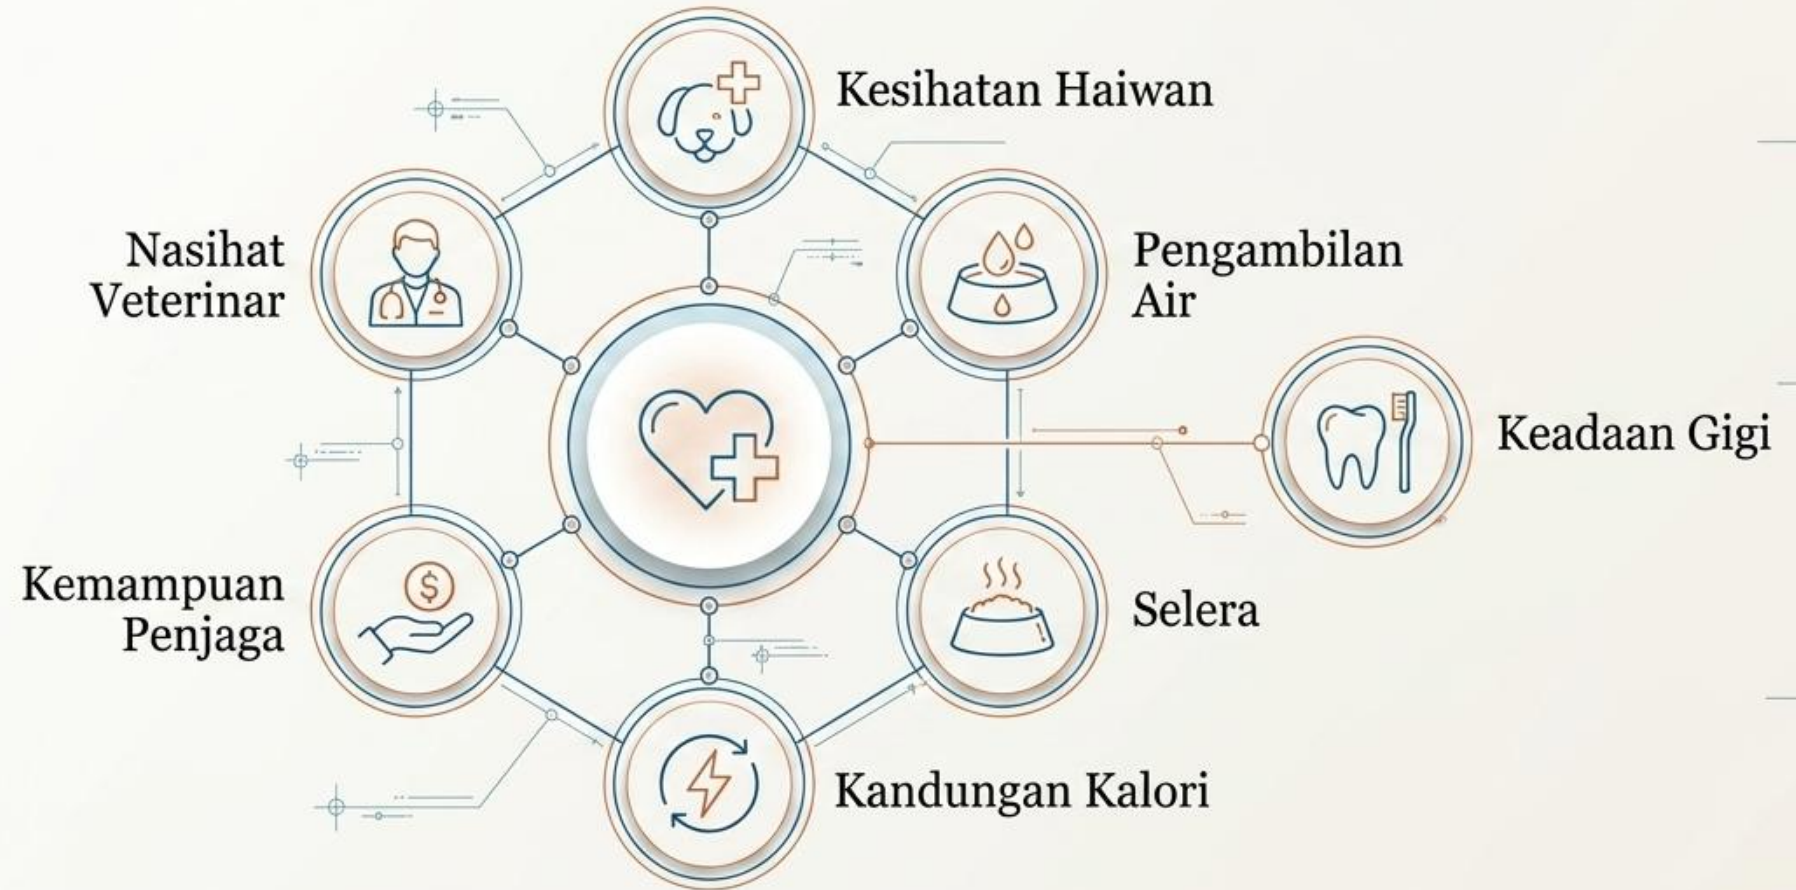 Kesihatan Haiwan
Nasihat
Veterinar
Pengambilan
Air
Keadaan Gigi
Kemampuan
Penjaga
$
Selera
Kandungan Kalori